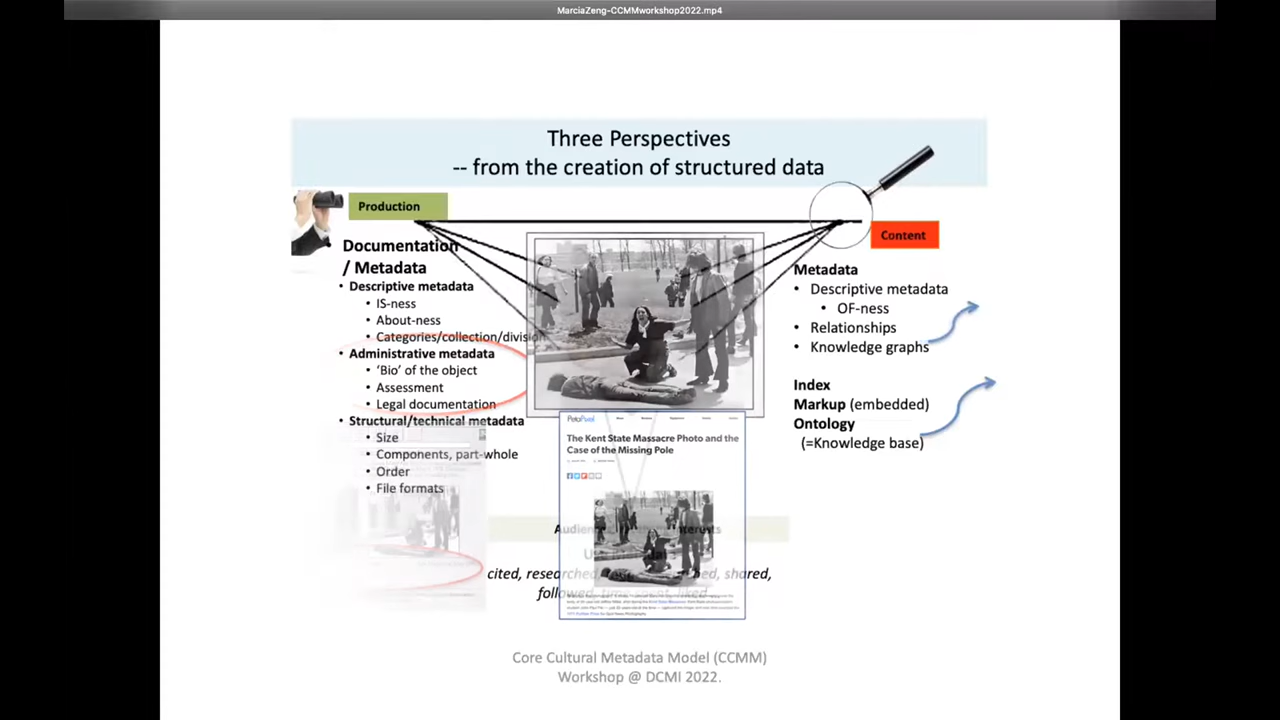 MarciaZeng-CCMMworkshop2022.mp4
Three Perspectives
-- from the creation of structured data
Production
Documentation
/ Metadata
• Descriptive metadata
• IS-ness
• About-ness
• Categories/collection/division
• Administrative metadata
• ‘Bio’ of the object
• Assessment
• Legal documentation
• Structural/technical metadata
• Size
• Components, part-whole
• Order
• File formats
Content
Metadata
• Descriptive metadata
• OF-ness
• Relationships
• Knowledge graphs
Index
Markup (embedded)
Ontology
(=Knowledge base)
PetaPixel
The Kent State Massacre Photo and the
Case of the Missing Pole
cited, researched, shared,
Core Cultural Metadata Model (CCMM)
Workshop @ DCMI 2022.